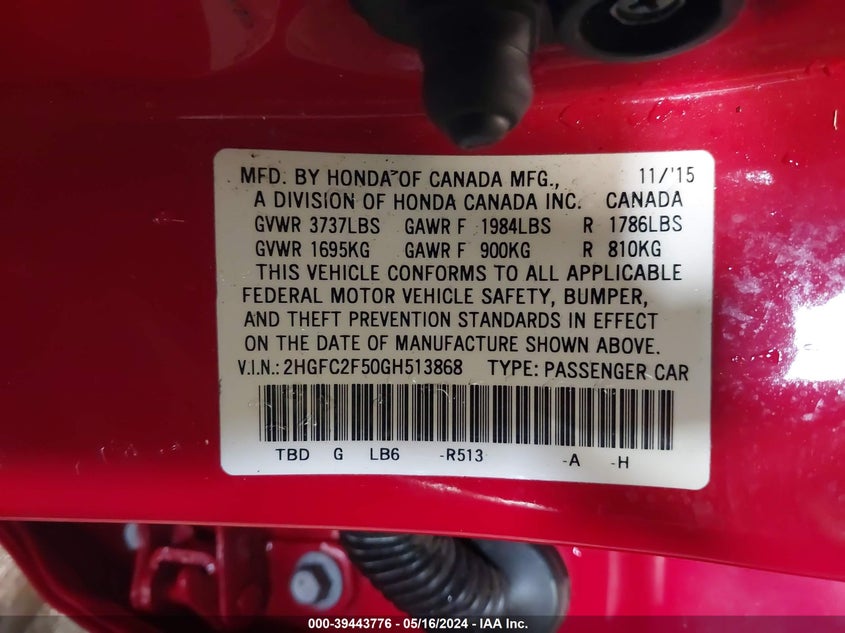 MFD. BY HONDA OF CANADA MFG., 11/'15
A DIVISION OF HONDA CANADA INC. CANADA
GVWR 3737LBS GAWR F 1984LBS R 1786LBS
GVWR 1695KG GAWR F 900KG R 810KG
THIS VEHICLE CONFORMS TO ALL APPLICABLE
FEDERAL MOTOR VEHICLE SAFETY, BUMPER,
AND THEFT PREVENTION STANDARDS IN EFFECT
ON THE DATE OF MANUFACTURE SHOWN ABOVE.
V.I.N.: 2HGFC2F50GH513868 TYPE: PASSENGER CAR
TBD G LB6 -R513 -A -H
000-39443776 - 05/16/2024 - IAA Inc.